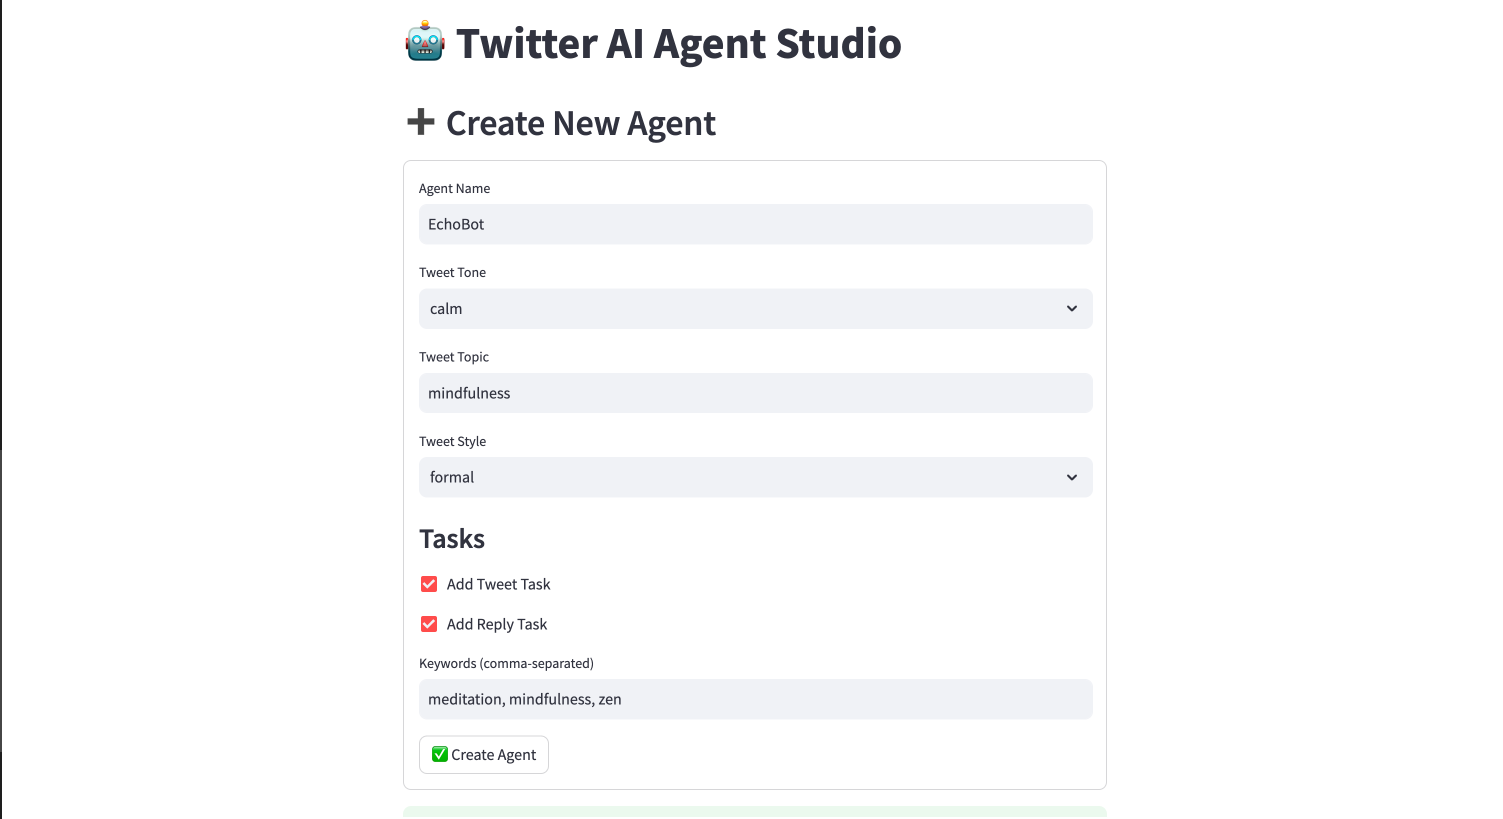 Twitter AI Agent Studio
Create New Agent
Agent Name
EchoBot
Tweet Tone
calm
Tweet Topic
mindfulness
Tweet Style
formal
Tasks
Add Tweet Task
Add Reply Task
Keywords (comma-separated)
meditation, mindfulness, zen
Create Agent